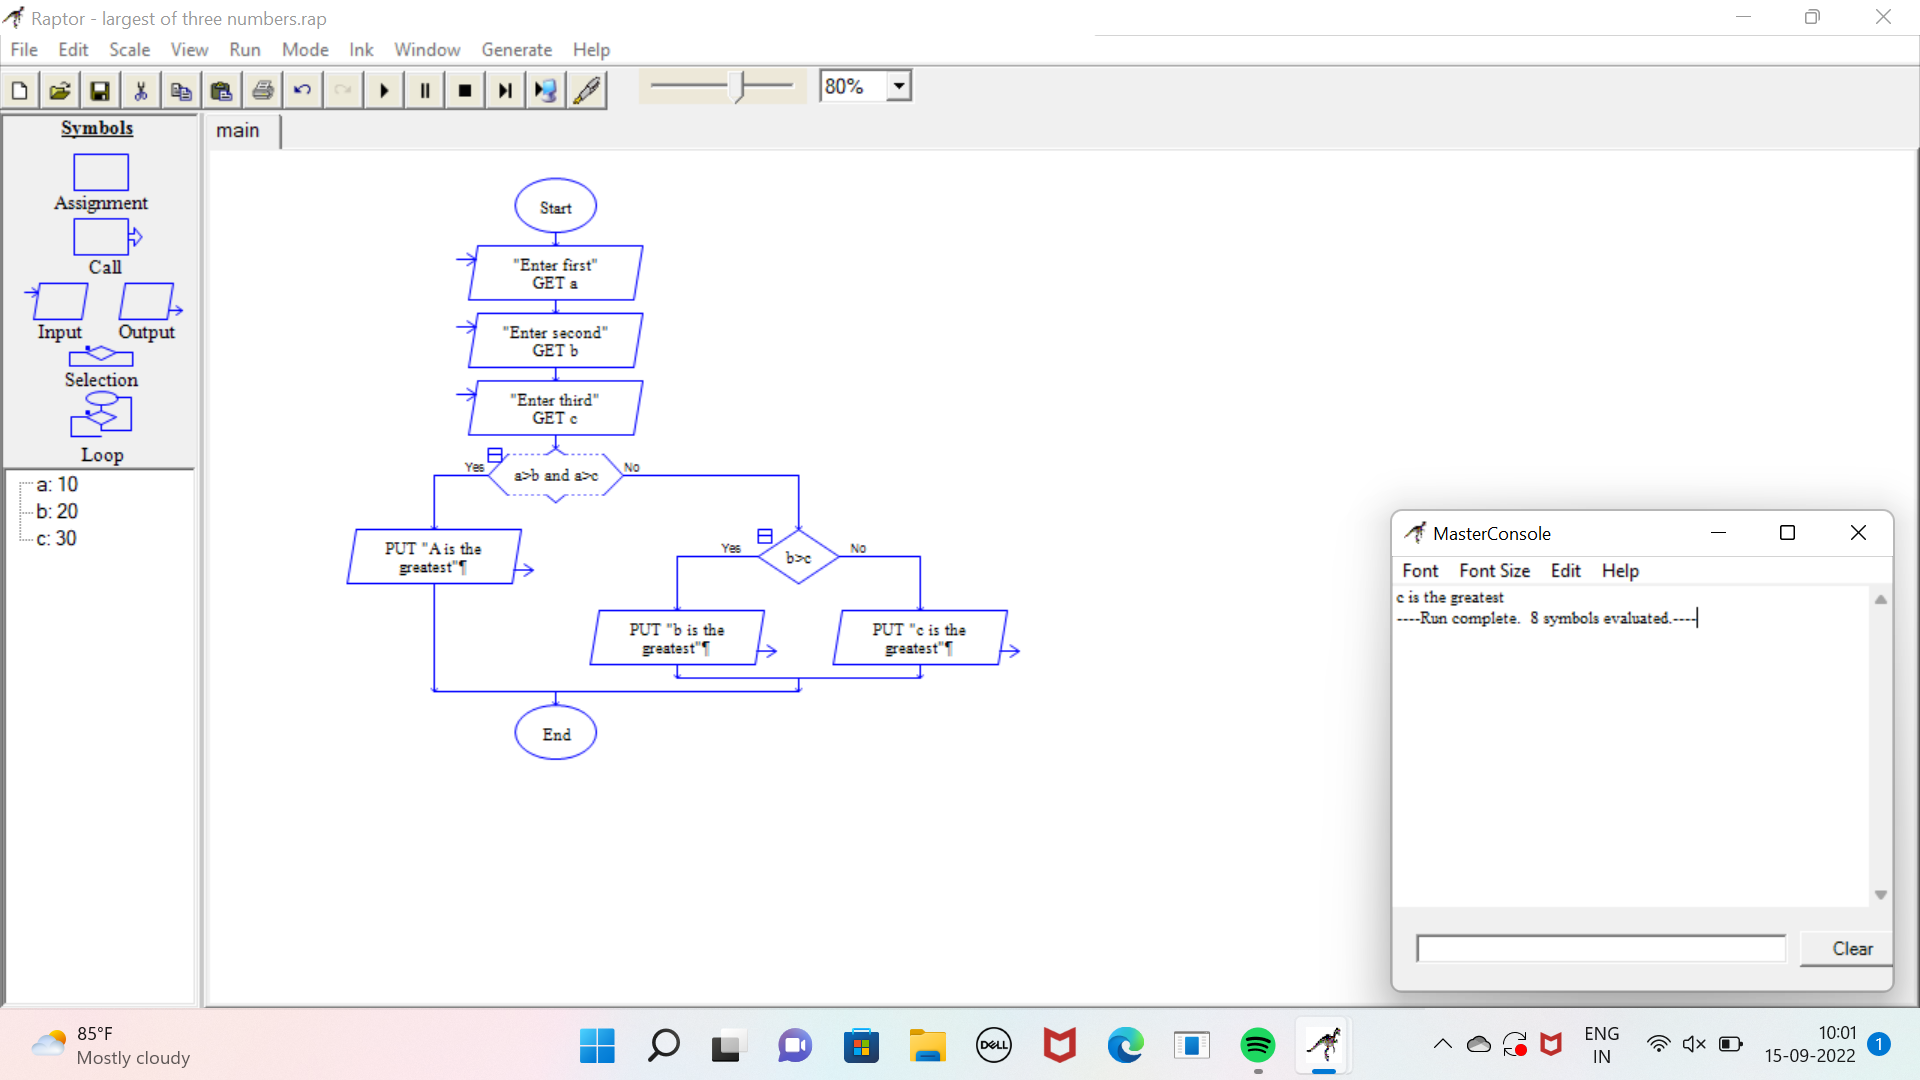 Raptor - largest of three numbers.rap
File Edit Scale View Run Mode Ink Window Generate Help
80%
Symbols
Assignment
Call
Input Output
Selection
Loop
a: 10
b: 20
c: 30
main
Start
"Enter first"
GET a
"Enter second"
GET b
"Enter third"
GET c
Yes a>b and a>c No
PUT "A is the
greatest"¶
Yes b>c No
PUT "b is the
greatest"¶
PUT "c is the
greatest"¶
End
MasterConsole
Font Font Size Edit Help
c is the greatest
----Run complete.  8 symbols evaluated.----
Clear
85°F
Mostly cloudy
DELL
ENG
IN
10:01
15-09-2022
1